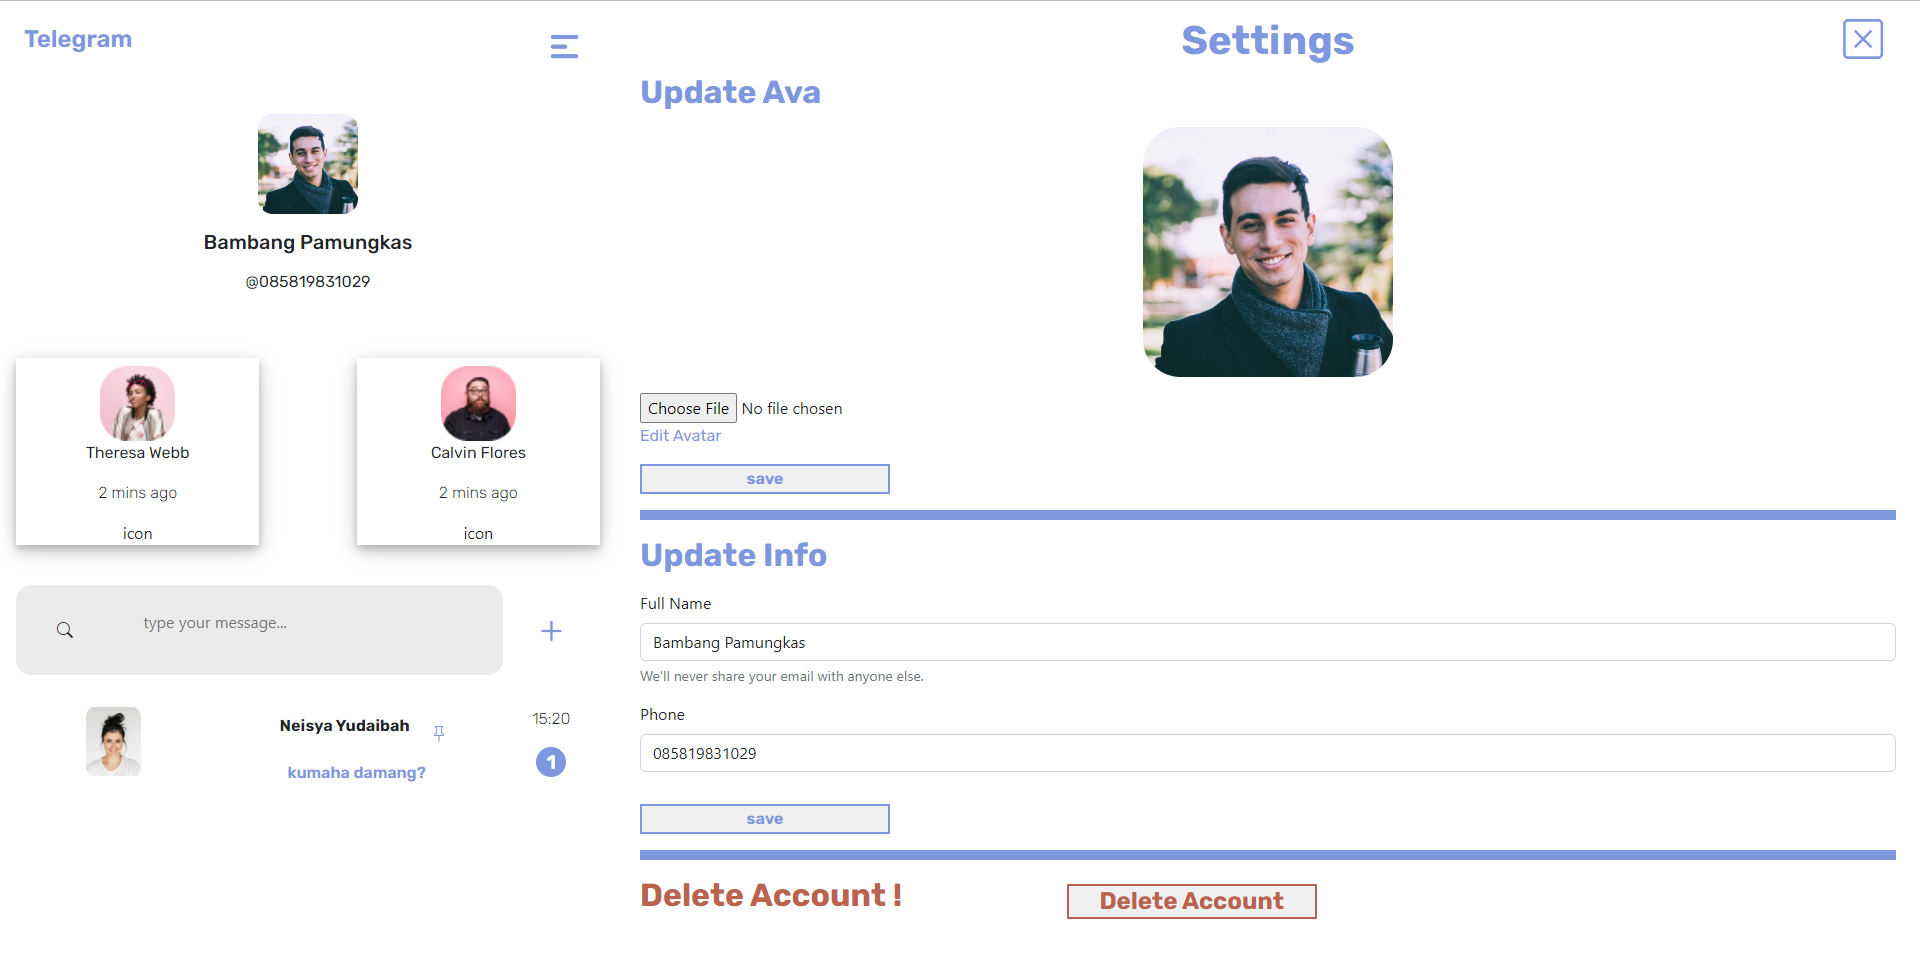 Telegram
Bambang Pamungkas
@085819831029
Theresa Webb
2 mins ago
icon
Calvin Flores
2 mins ago
icon
type your message...
Neisya Yudaibah
15:20
kumaha damang?
1
Settings
Update Ava
Choose File No file chosen
Edit Avatar
save
Update Info
Full Name
Bambang Pamungkas
We'll never share your email with anyone else.
Phone
085819831029
save
Delete Account !
Delete Account